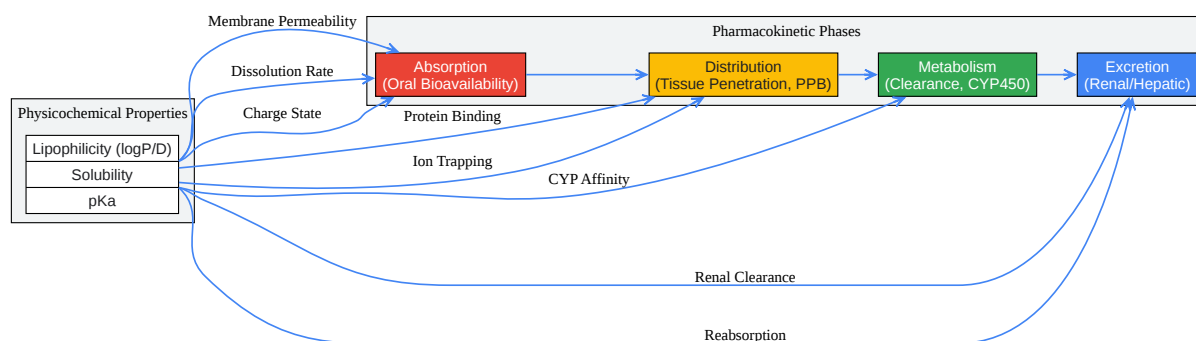 Membrane Permeability
Pharmacokinetic Phases
Dissolution Rate
Absorption
(Oral Bioavailability)
Distribution
(Tissue Penetration, PPB)
Metabolism
(Clearance, CYP450)
Excretion
(Renal/Hepatic)
Physicochemical Properties
Charge State
Protein Binding
Lipophilicity (logP/D)
Ion Trapping
Solubility
CYP Affinity
pKa
Renal Clearance
Reabsorption